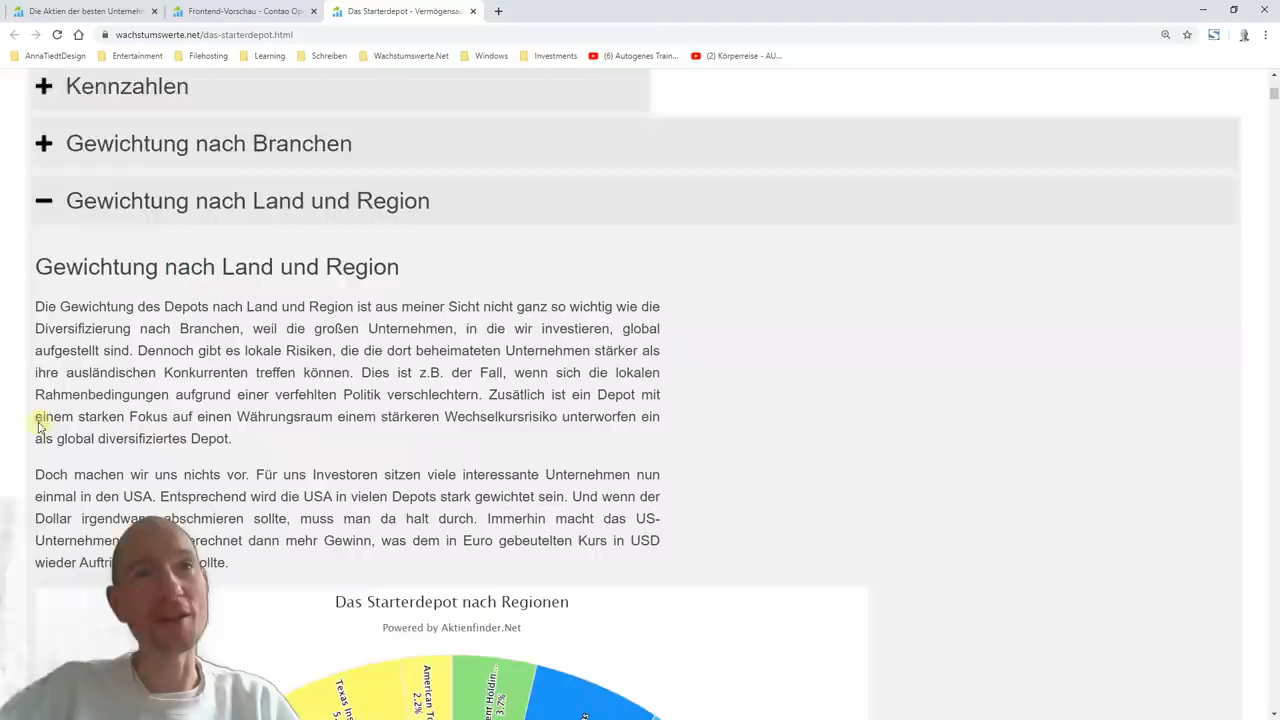 Die Aktien der besten Unternehm
Frontend-Vorschau - Contao Op
Das Starterdepot - Vermögensau
wachstumswerte.net/das-starterdepot.html
AnnaTiedtDesign
Entertainment
Filehosting
Learning
Schreiben
Wachstumswerte.Net
Windows
Investments
(6) Autogenes Train...
(2) Körperreise - AU...
Kennzahlen
Gewichtung nach Branchen
Gewichtung nach Land und Region
Gewichtung nach Land und Region
Die Gewichtung des Depots nach Land und Region ist aus meiner Sicht nicht ganz so wichtig wie die
Diversifizierung nach Branchen, weil die großen Unternehmen, in die wir investieren, global
aufgestellt sind. Dennoch gibt es lokale Risiken, die die dort beheimateten Unternehmen stärker als
ihre ausländischen Konkurrenten treffen können. Dies ist z.B. der Fall, wenn sich die lokalen
Rahmenbedingungen aufgrund einer verfehlten Politik verschlechtern. Zusätlich ist ein Depot mit
einem starken Fokus auf einen Währungsraum einem stärkeren Wechselkursrisiko unterworfen ein
als global diversifiziertes Depot.
Doch machen wir uns nichts vor. Für uns Investoren sitzen viele interessante Unternehmen nun
einmal in den USA. Entsprechend wird die USA in vielen Depots stark gewichtet sein. Und wenn der
Dollar irgendwann abschmieren sollte, muss man da halt durch. Immerhin macht das US-
Unternehmen erechnet dann mehr Gewinn, was dem in Euro gebeutelten Kurs in USD
wieder Auftri ollte.
Das Starterdepot nach Regionen
Powered by Aktienfinder.Net
Texas Ins
5.
American To
2.2%
ent Holdin...
3.7%